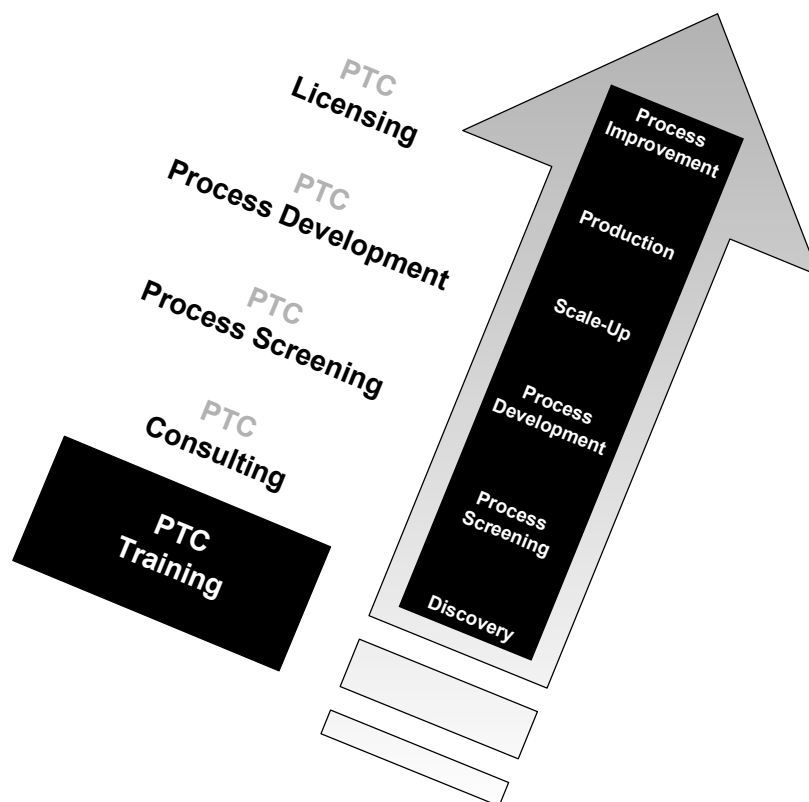 PTC
Licensing
PTC
Process Development
PTC
Process Screening
PTC
Consulting
PTC
Training
Process
Improvement
Production
Scale-Up
Process
Development
Process
Screening
Discovery